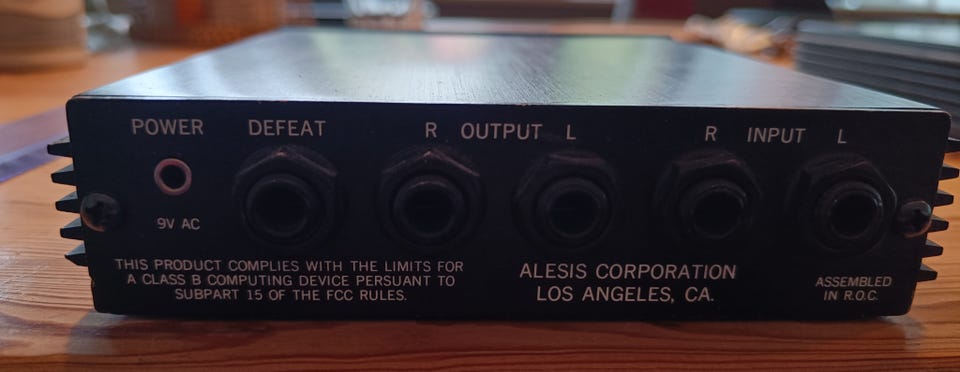 POWER DEFEAT R OUTPUT L R INPUT L
9V AC
THIS PRODUCT COMPLIES WITH THE LIMITS FOR
A CLASS B COMPUTING DEVICE PERSUANT TO
SUBPART 15 OF THE FCC RULES.
ALESIS CORPORATION
LOS ANGELES, CA.
ASSEMBLED
IN R.O.C.